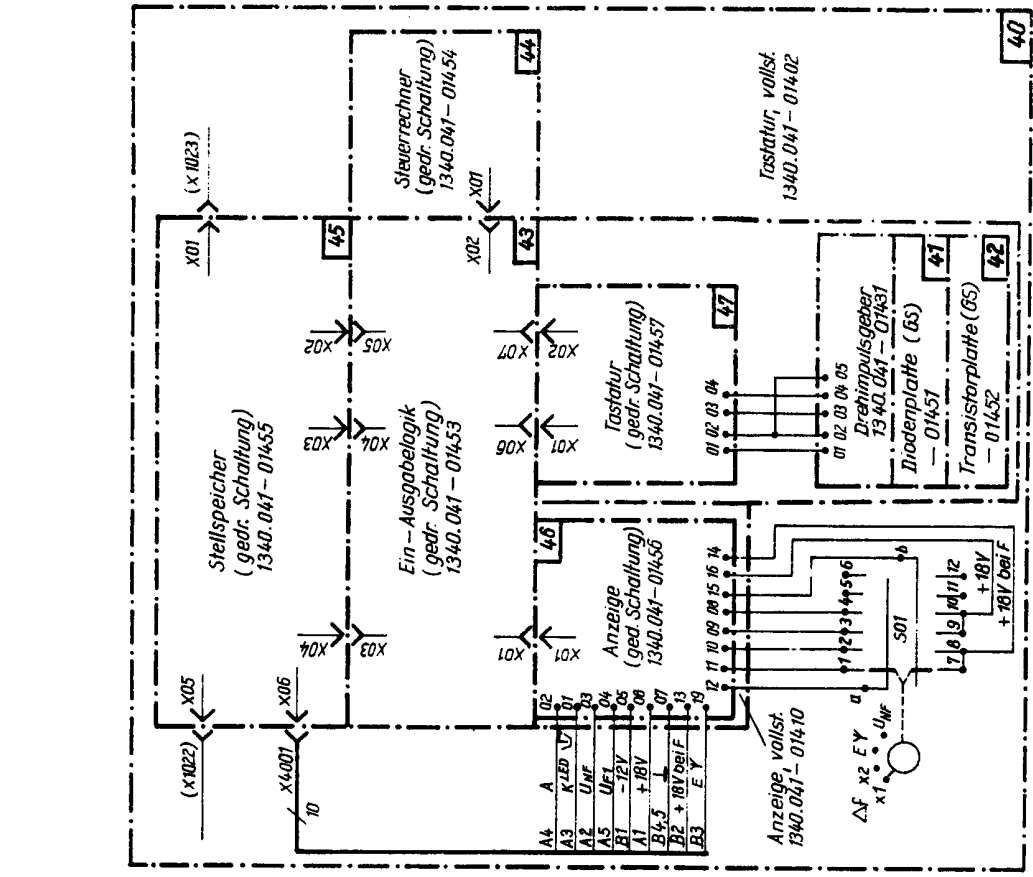 40
Tastatur, vollst.
1340.041-01402
Steuerrechner
(gedr. Schaltung)
1340.041-01454
44
(X1023)
X01
45
X01
X02
43
Stellspeicher
(gedr. Schaltung)
1340.041-01455
X02
X05
X03
X04
X04
X03
Ein-Ausgabelogik
(gedr. Schaltung)
1340.041-01453
X07
X02
X06
X01
X01
X01
47
Tastatur
(gedr. Schaltung)
1340.041-01457
01 02 03 04
01 02 03 04 05
Drehimpulsgeber
1340.041-01431
Diodenplatte (GS)
-01451
41
Transistorplatte (GS)
-01452
42
46
Anzeige
(ged. Schaltung)
1340.041-01456
12 11 10 09 08 15 16 14
02
01
03
04
05
06
07
13
19
X05
(X1022)
X06
X4001
10
A4 A
A3 KLED
A2 UNF
A5 UF1
B1 -12V
A1 +18V
B4,5 ⊥
B2 +18V bei F
B3 EY
Anzeige, vollst.
1340.041-01410
1 2 3 4 5 6
a
S01
b
7 8 9 10 11 12
+18V
+18V bei F
ΔF x1 x2 EY UNF